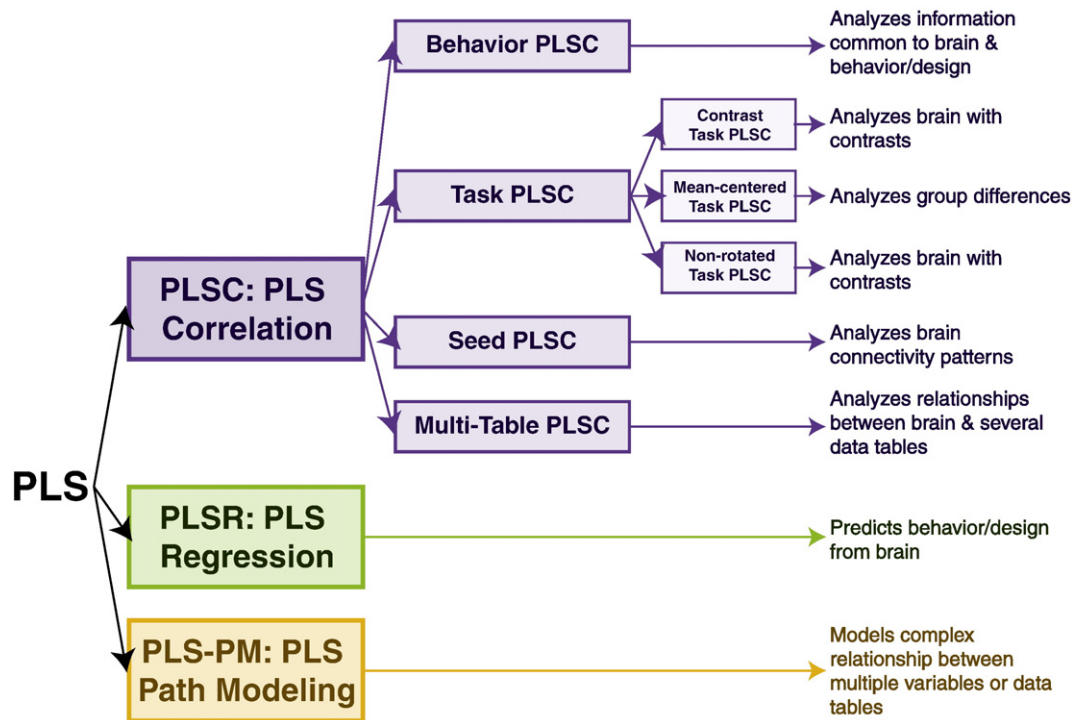 PLS
PLSC: PLS
Correlation
Behavior PLSC
Analyzes information
common to brain &
behavior/design
Task PLSC
Contrast
Task PLSC
Analyzes brain with
contrasts
Mean-centered
Task PLSC
Analyzes group differences
Non-rotated
Task PLSC
Analyzes brain with
contrasts
Seed PLSC
Analyzes brain
connectivity patterns
Multi-Table PLSC
Analyzes relationships
between brain & several
data tables
PLSR: PLS
Regression
Predicts behavior/design
from brain
PLS-PM: PLS
Path Modeling
Models complex
relationship between
multiple variables or data
tables